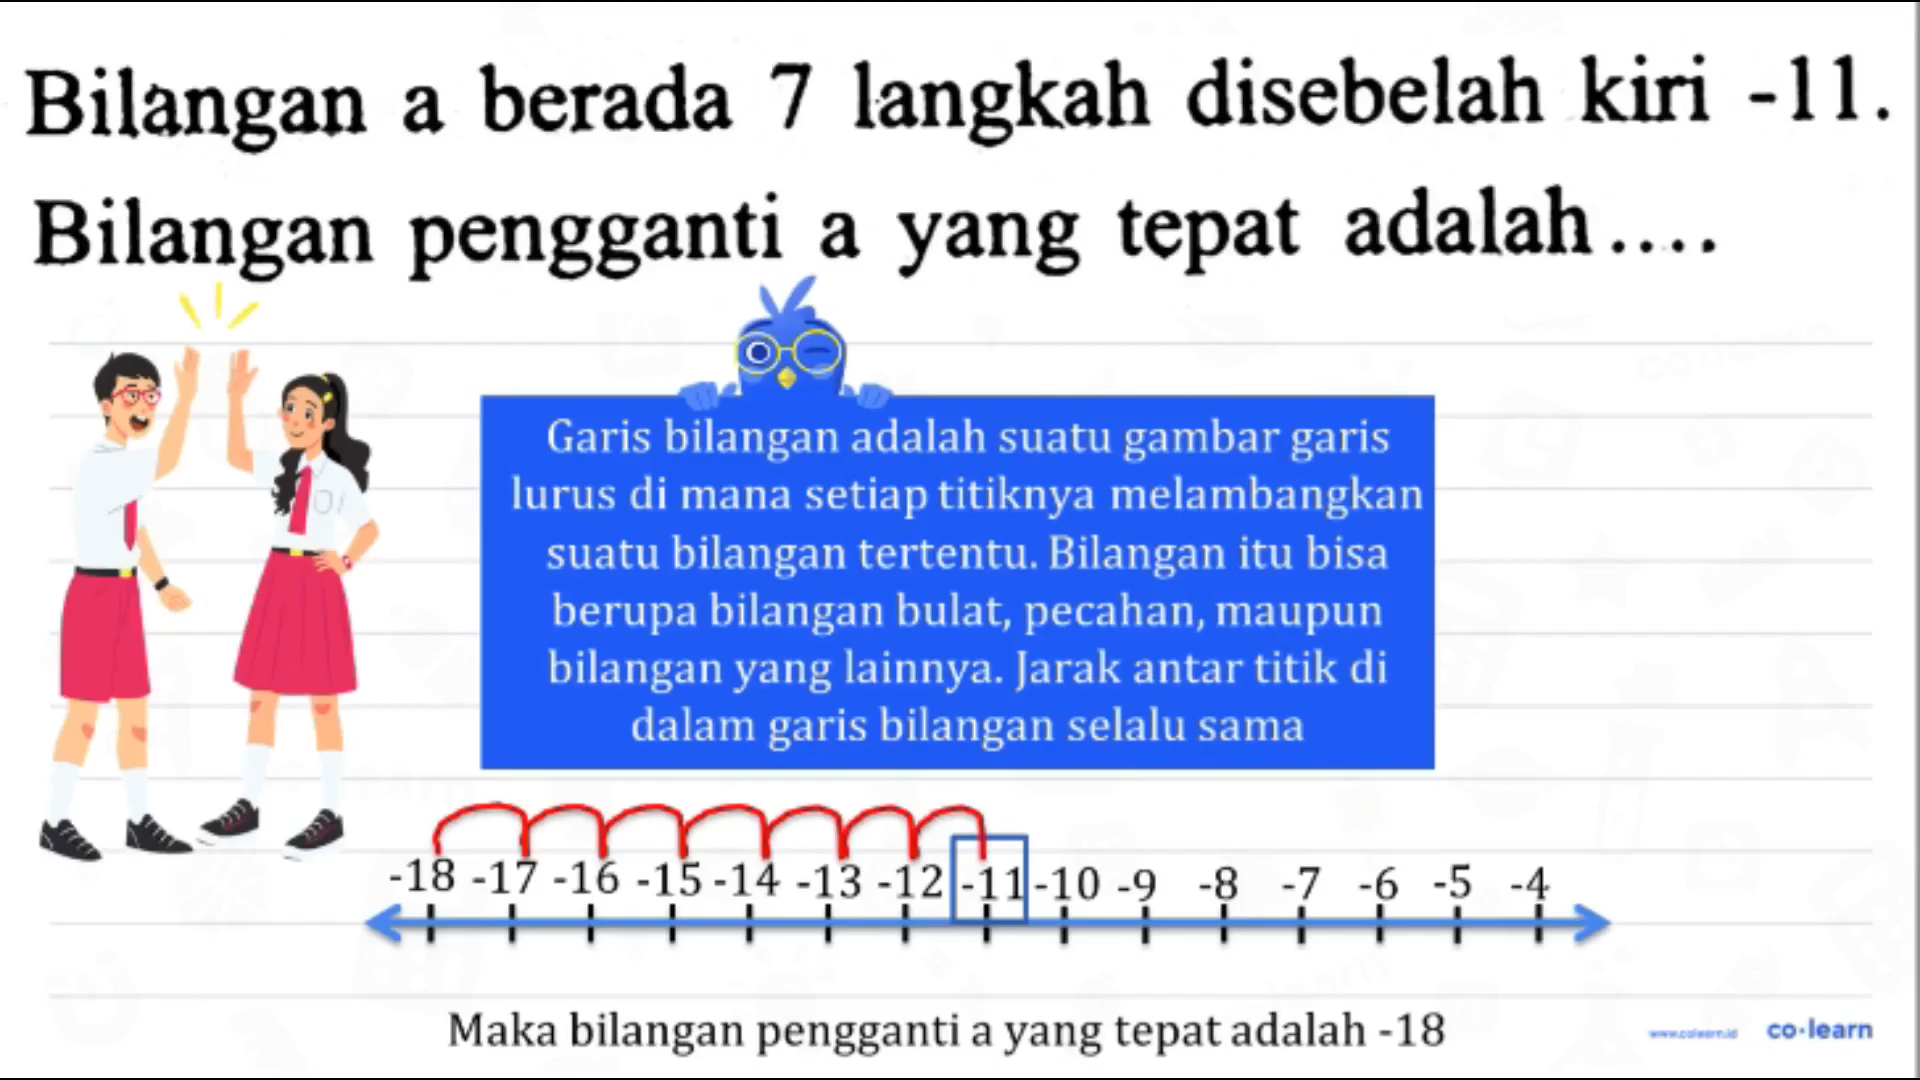 Bilangan a berada 7 langkah disebelah kiri -11.
Bilangan pengganti a yang tepat adalah....
Garis bilangan adalah suatu gambar garis
lurus di mana setiap titiknya melambangkan
suatu bilangan tertentu. Bilangan itu bisa
berupa bilangan bulat, pecahan, maupun
bilangan yang lainnya. Jarak antar titik di
dalam garis bilangan selalu sama
-18 -17 -16 -15 -14 -13 -12 -11 -10 -9 -8 -7 -6 -5 -4
Maka bilangan pengganti a yang tepat adalah -18
www.colearn.id co·learn